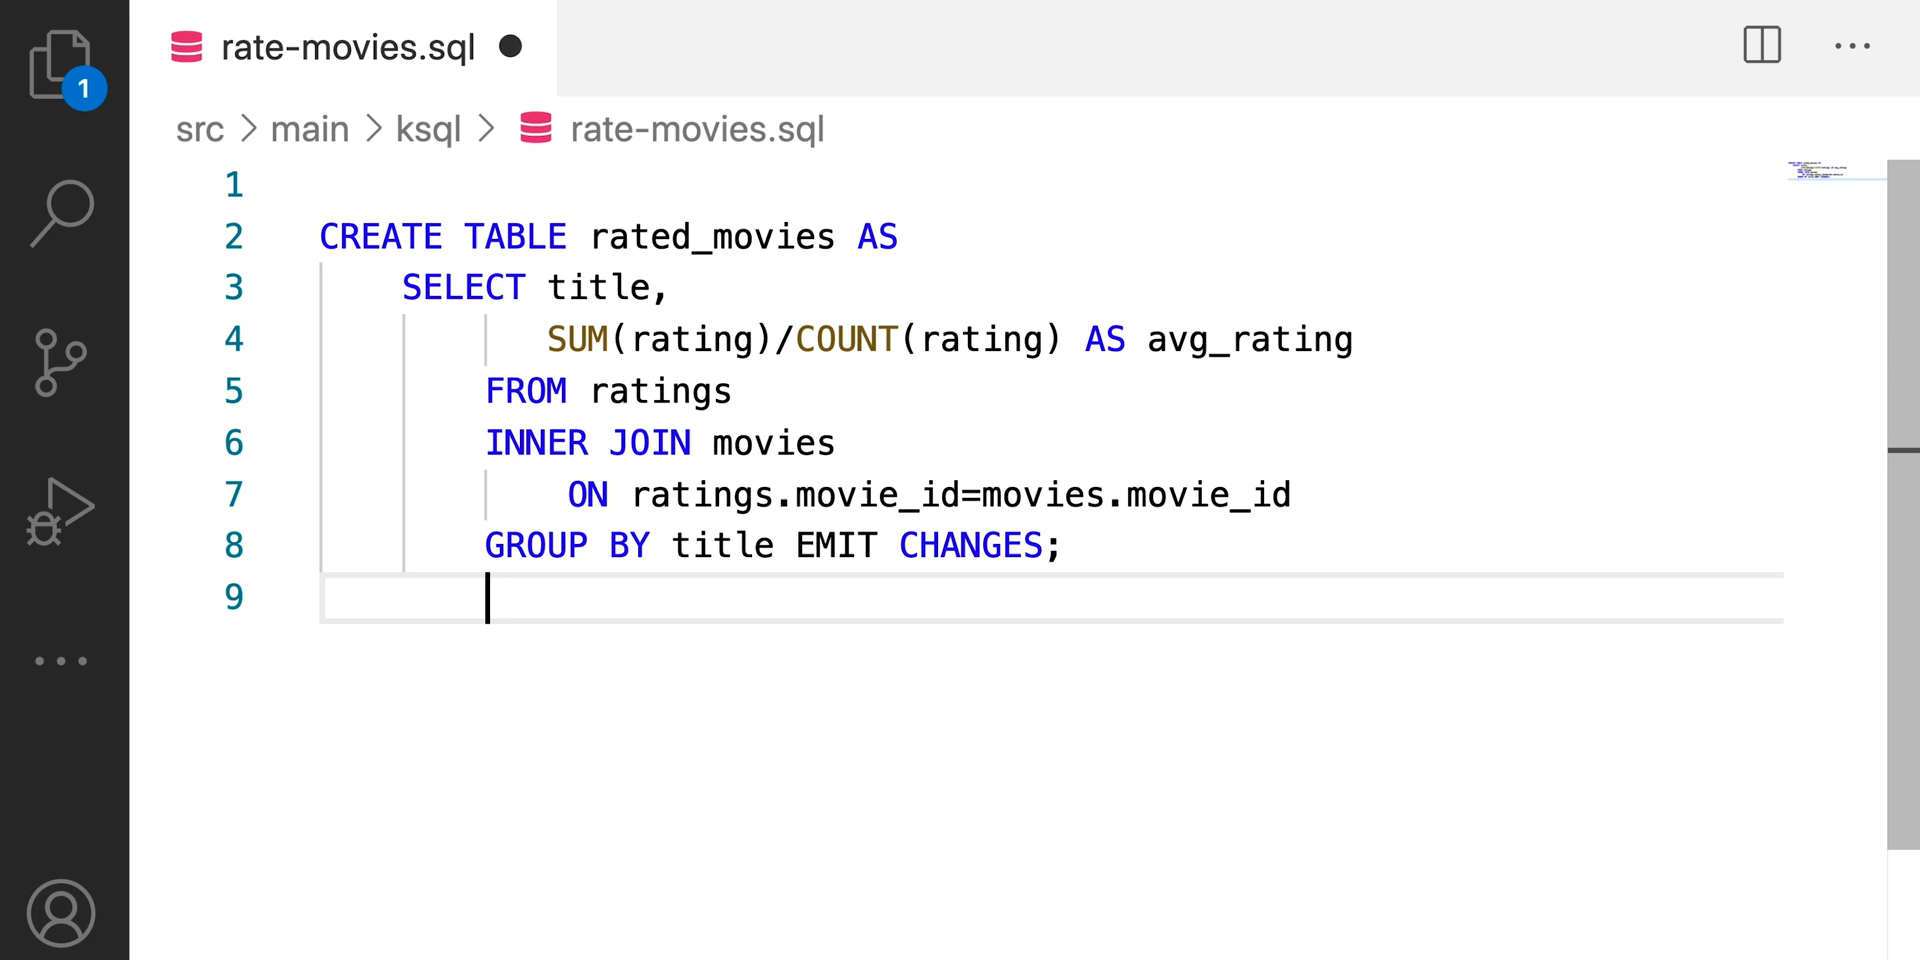 rate-movies.sql
1
src > main > ksql > rate-movies.sql
1
2 CREATE TABLE rated_movies AS
3 SELECT title,
4 SUM(rating)/COUNT(rating) AS avg_rating
5 FROM ratings
6 INNER JOIN movies
7 ON ratings.movie_id=movies.movie_id
8 GROUP BY title EMIT CHANGES;
9